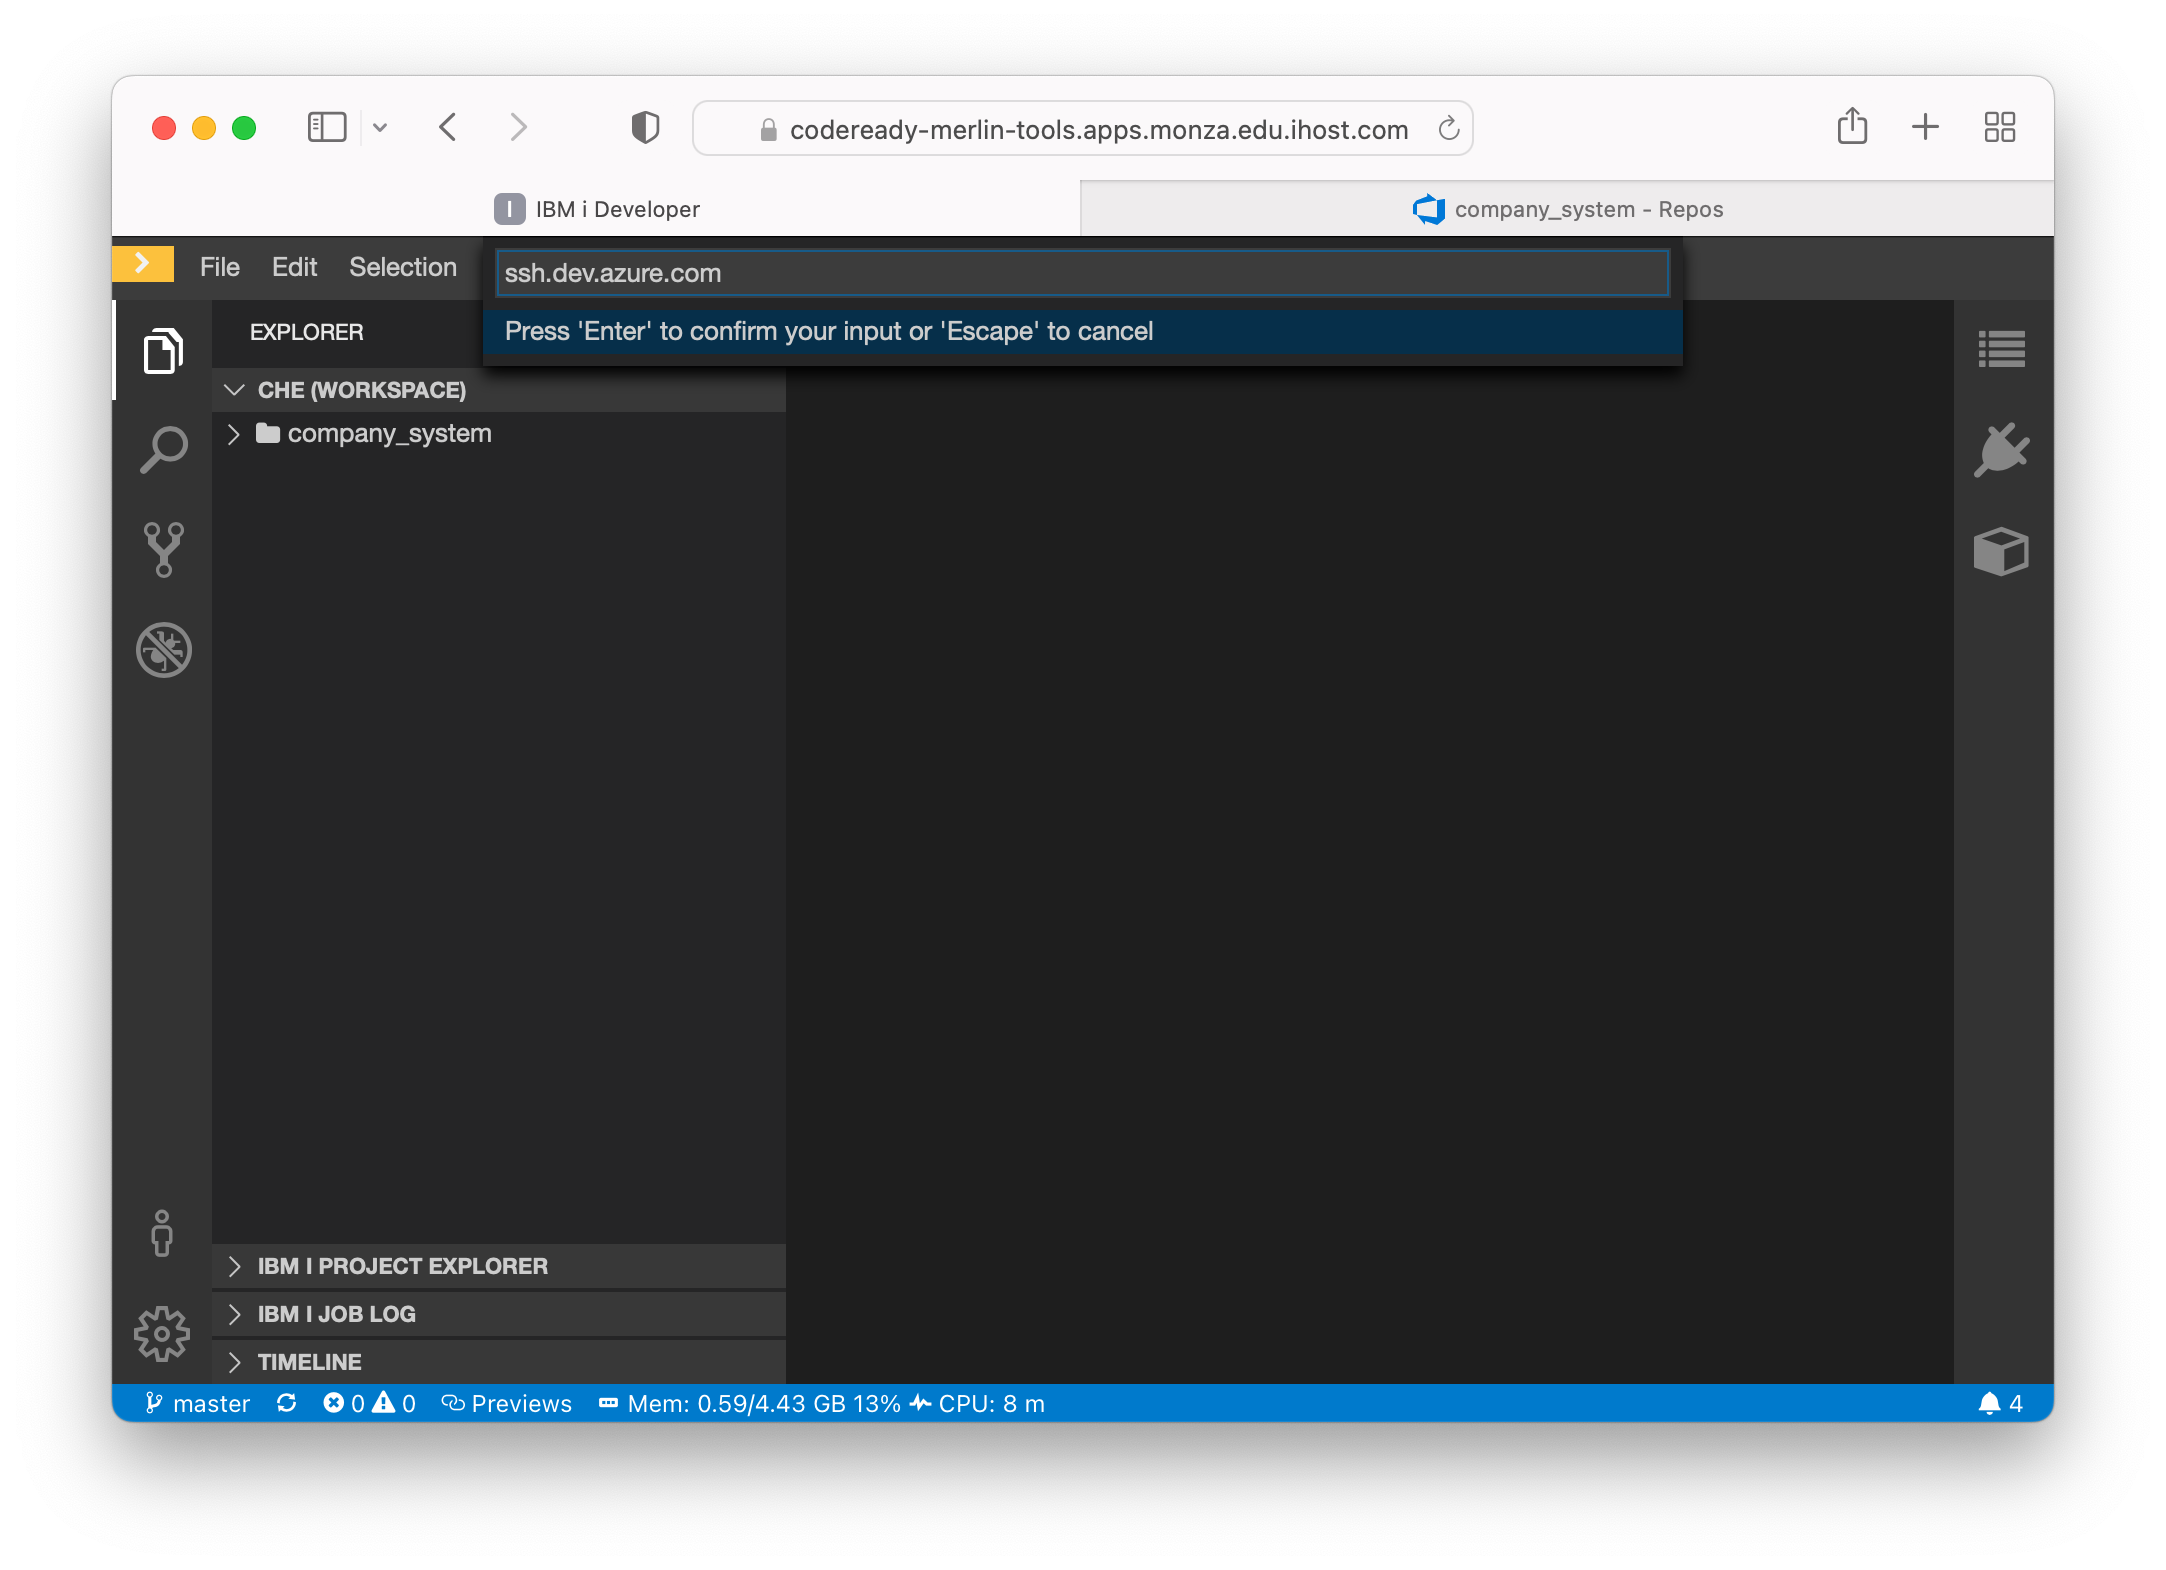 codeready-merlin-tools.apps.monza.edu.ihost.com
I IBM i Developer
company_system - Repos
File Edit Selection
ssh.dev.azure.com
Press 'Enter' to confirm your input or 'Escape' to cancel
EXPLORER
CHE (WORKSPACE)
company_system
IBM I PROJECT EXPLORER
IBM I JOB LOG
TIMELINE
master 0 0 Previews Mem: 0.59/4.43 GB 13% CPU: 8 m 4